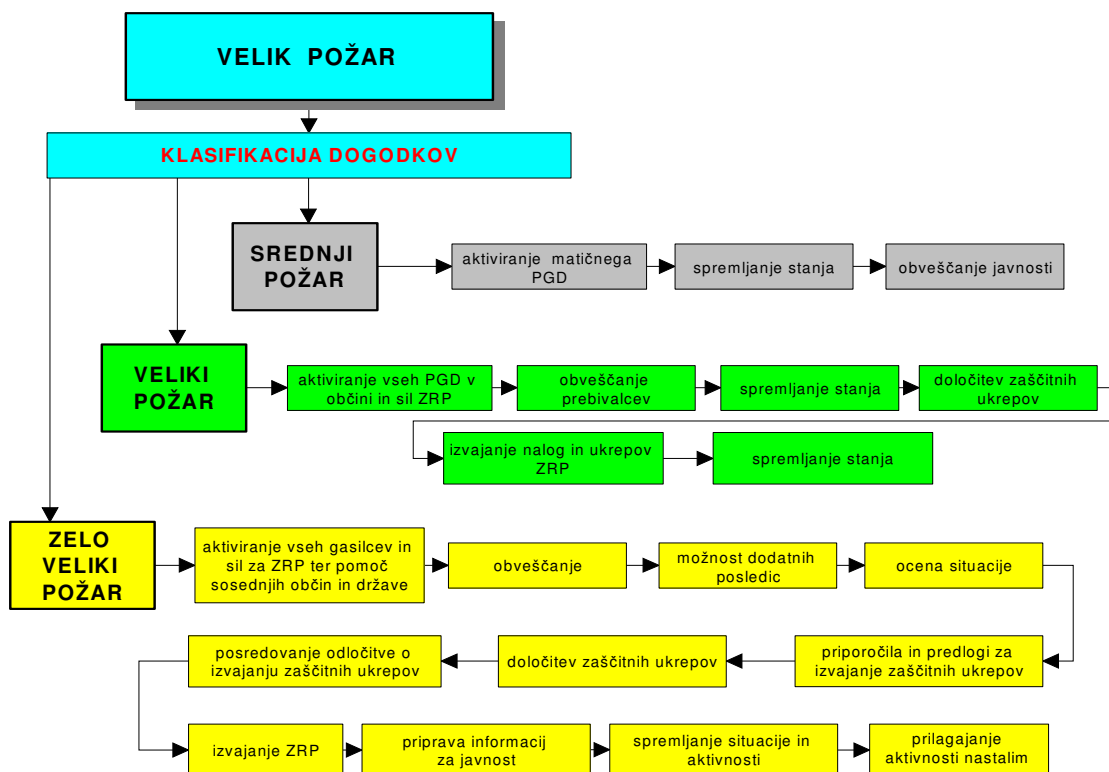 VELIK POŽAR
KLASIFIKACIJA DOGODKOV
SREDNJI
POŽAR
aktiviranje matičnega
PGD
spremljanje stanja
obveščanje javnosti
VELIKI
POŽAR
aktiviranje vseh PGD v
občini in sil ZRP
obveščanje
prebivalcev
spremljanje stanja
določitev zaščitnih
ukrepov
izvajanje nalog in ukrepov
ZRP
spremljanje stanja
ZELO
VELIKI
POŽAR
aktiviranje vseh gasilcev in
sil za ZRP ter pomoč
sosednjih občin in države
obveščanje
možnost dodatnih
posledic
ocena situacije
priporočila in predlogi za
izvajanje zaščitnih ukrepov
določitev zaščitnih ukrepov
posredovanje odločitve o
izvajanju zaščitnih ukrepov
izvajanje ZRP
priprava informacij
za javnost
spremljanje situacije in
aktivnosti
prilagajanje
aktivnosti nastalim